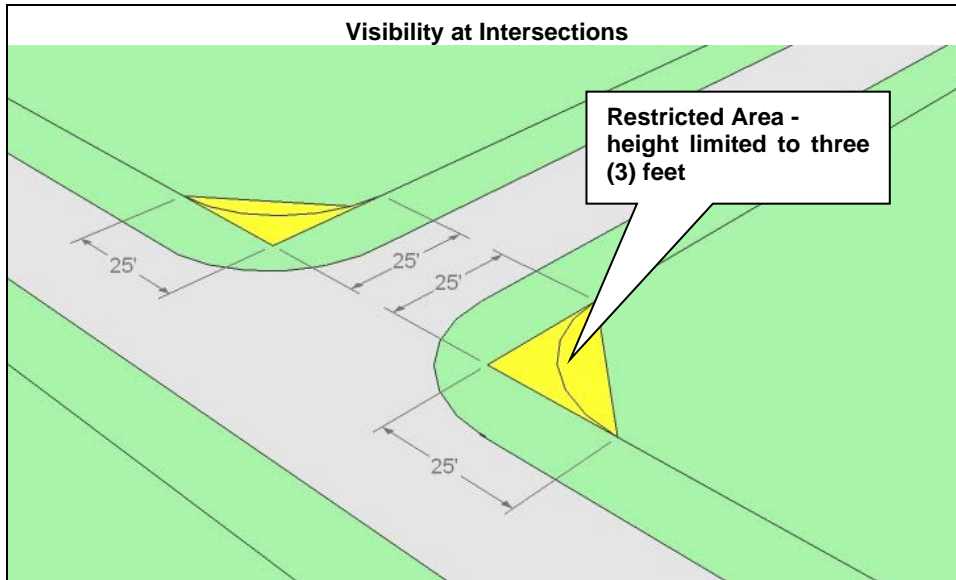 Visibility at Intersections
Restricted Area -
height limited to three
(3) feet
25'
25'
25'
25'